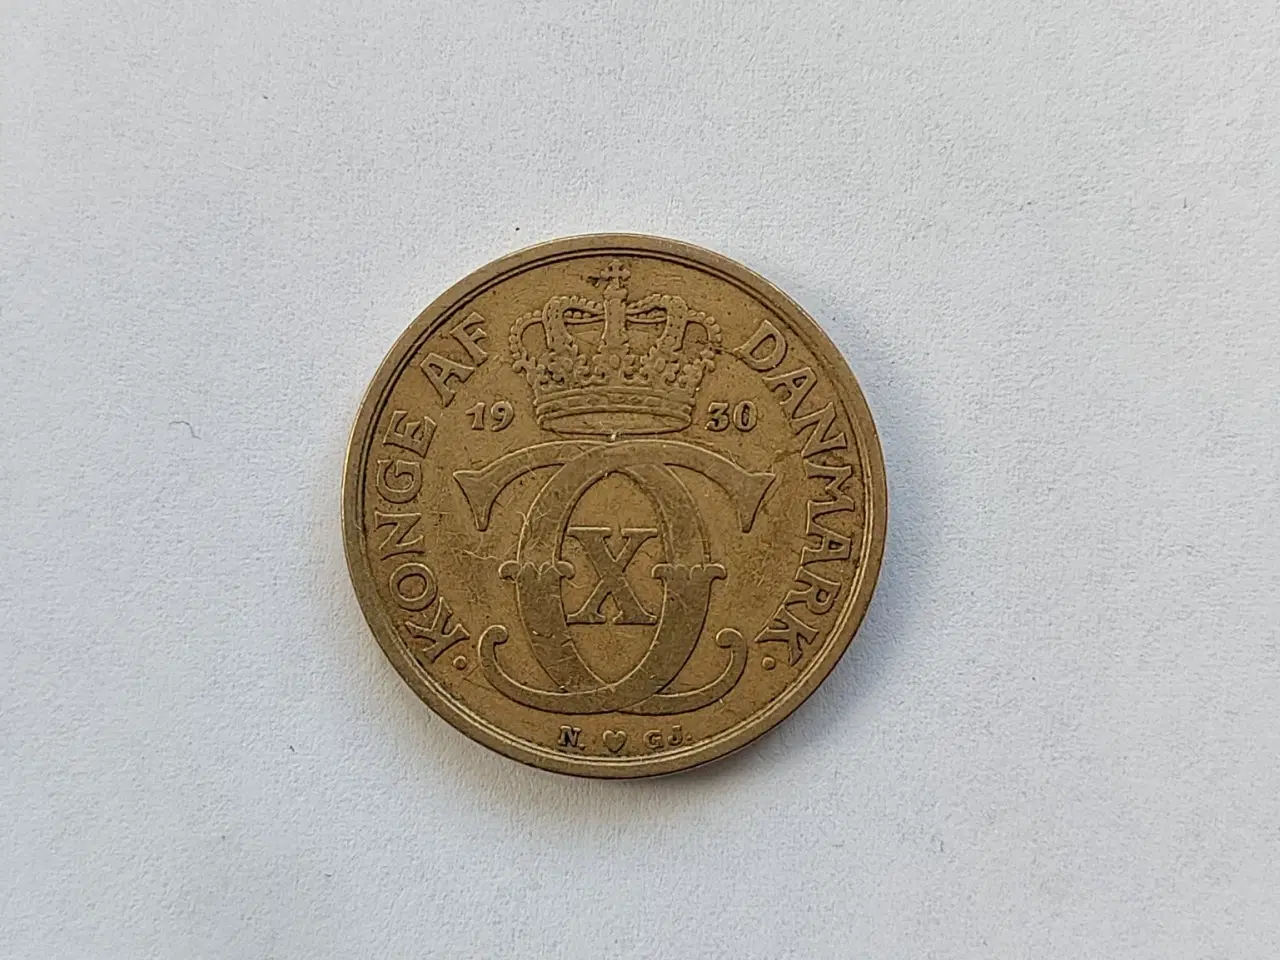 · KONGE AF DANMARK ·
19 30
X
N. ♥ GJ.